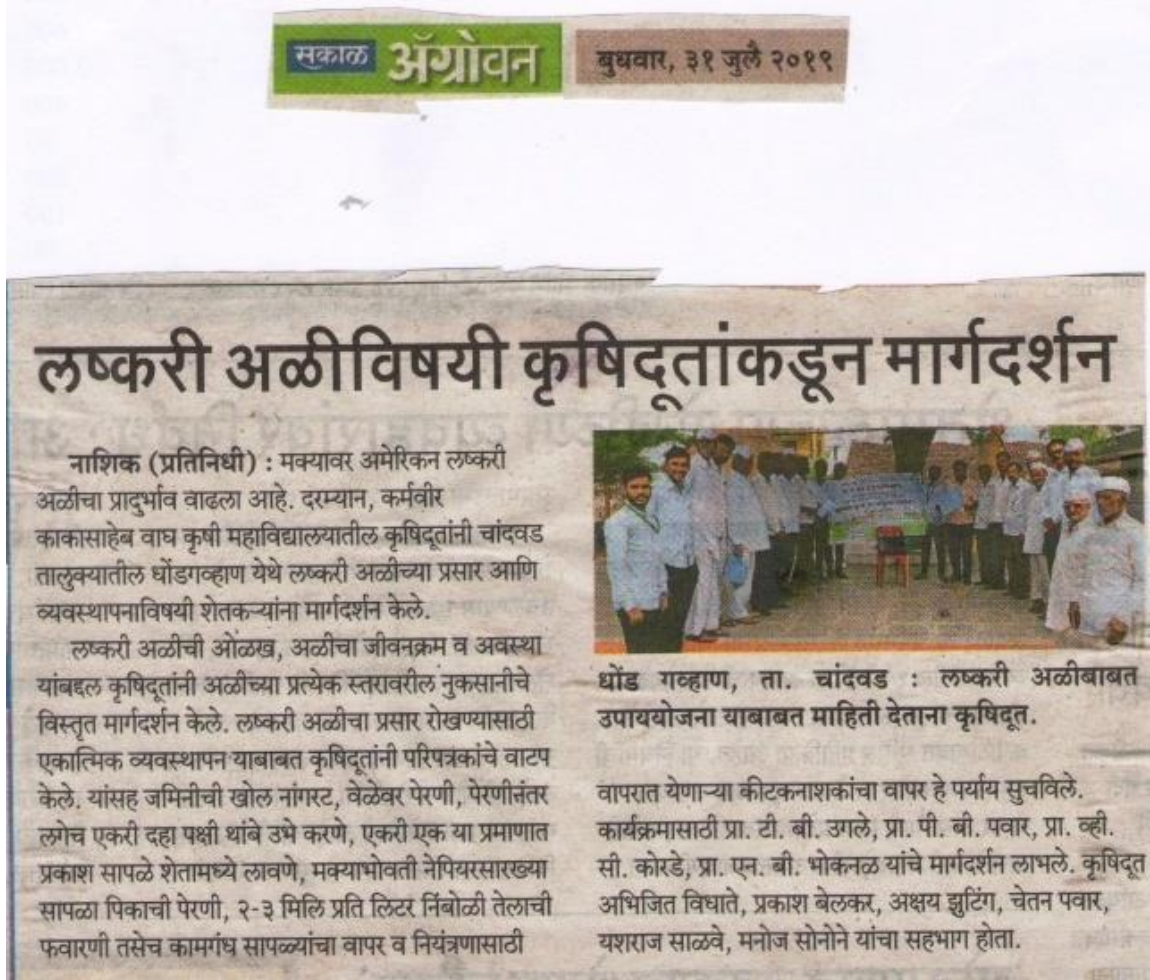 सकाळ ॲग्रोवन
बुधवार, ३१ जुलै २०१९
लष्करी अळीविषयी कृषिदूतांकडून मार्गदर्शन
नाशिक (प्रतिनिधी) : मक्यावर अमेरिकन लष्करी
अळीचा प्रादुर्भाव वाढला आहे. दरम्यान, कर्मवीर
काकासाहेब वाघ कृषी महाविद्यालयातील कृषिदूतांनी चांदवड
तालुक्यातील धोंडगव्हाण येथे लष्करी अळीच्या प्रसार आणि
व्यवस्थापनाविषयी शेतकऱ्यांना मार्गदर्शन केले.
लष्करी अळीची ओळख, अळीचा जीवनक्रम व अवस्था
यांबद्दल कृषिदूतांनी अळीच्या प्रत्येक स्तरावरील नुकसानीचे
विस्तृत मार्गदर्शन केले. लष्करी अळीचा प्रसार रोखण्यासाठी
एकात्मिक व्यवस्थापन याबाबत कृषिदूतांनी परिपत्रकांचे वाटप
केले. यांसह जमिनीची खोल नांगरट, वेळेवर पेरणी, पेरणीनंतर
लगेच एकरी दहा पक्षी थांबे उभे करणे, एकरी एक या प्रमाणात
प्रकाश सापळे शेतामध्ये लावणे, मक्याभोवती नेपियरसारख्या
सापळा पिकाची पेरणी, २-३ मिलि प्रति लिटर निंबोळी तेलाची
फवारणी तसेच कामगंध सापळ्यांचा वापर व नियंत्रणासाठी
धोंड गव्हाण, ता. चांदवड : लष्करी अळीबाबत
उपाययोजना याबाबत माहिती देताना कृषिदूत.
वापरात येणाऱ्या कीटकनाशकांचा वापर हे पर्याय सुचविले.
कार्यक्रमासाठी प्रा. टी. बी. उगले, प्रा. पी. बी. पवार, प्रा. व्ही.
सी. कोरडे, प्रा. एन. बी. भोकनळ यांचे मार्गदर्शन लाभले. कृषिदूत
अभिजित विधाते, प्रकाश बेलकर, अक्षय झुटिंग, चेतन पवार,
यशराज साळवे, मनोज सोनोने यांचा सहभाग होता.